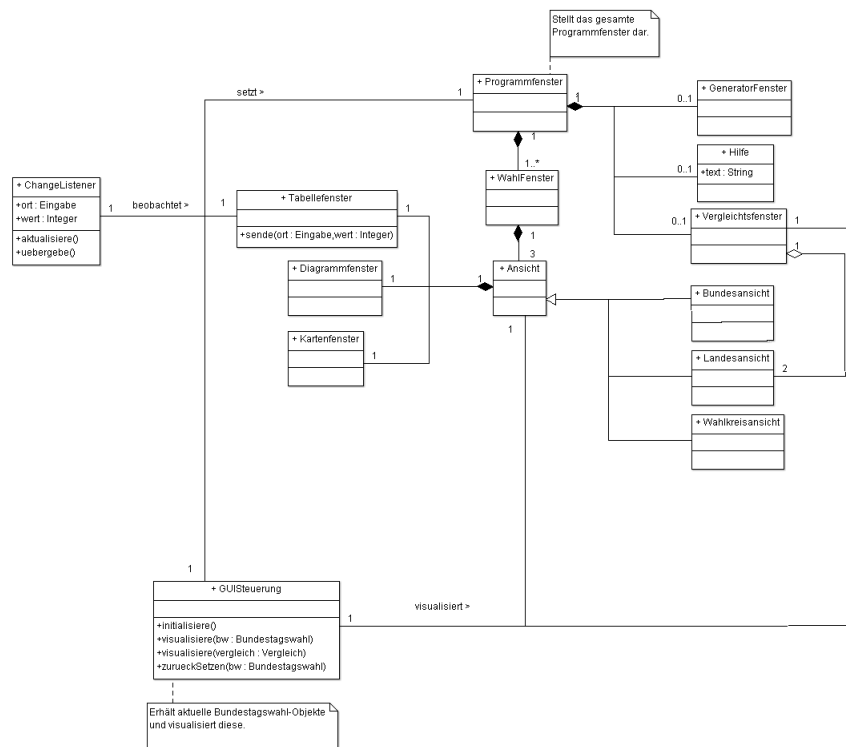 Stellt das gesamte
Programmfenster dar.
+ Programmfenster
setzt >
1
1
1
1
0..1
+ GeneratorFenster
+ Hilfe
+text : String
0..1
1..*
+ WahlFenster
1
3
+ Vergleichtsfenster
0..1
1
1
+ ChangeListener
+ort : Eingabe
+wert : Integer
+aktualisiere()
+uebergebe()
1
beobachtet >
1
+ Tabellefenster
+sende(ort : Eingabe,wert : Integer)
1
+ Diagrammfenster
1
1
+ Ansicht
1
+ Kartenfenster
1
+ Bundesansicht
+ Landesansicht
2
+ Wahlkreisansicht
1
+ GUISteuerung
+initialisiere()
+visualisiere(bw : Bundestagswahl)
+visualisiere(vergleich : Vergleich)
+zurueckSetzen(bw : Bundestagswahl)
visualisiert >
1
Erhält aktuelle Bundestagswahl-Objekte
und visualisiert diese.